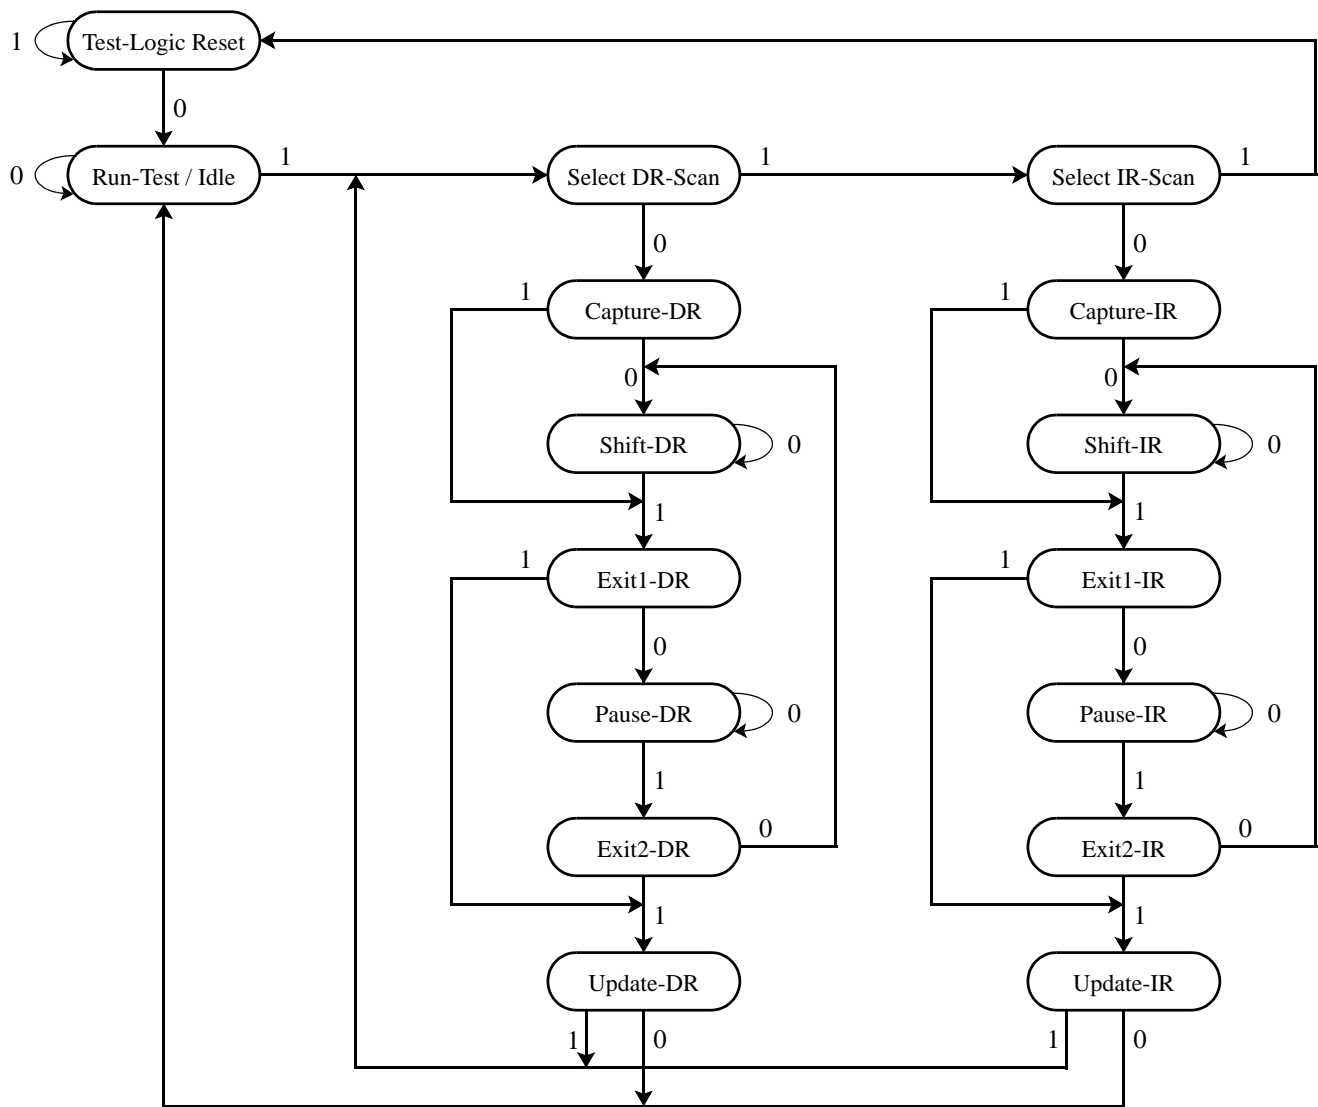 1
Test-Logic Reset
0
0
Run-Test / Idle
1
Select DR-Scan
1
Select IR-Scan
1
0
0
1
Capture-DR
1
Capture-IR
0
0
Shift-DR
0
Shift-IR
0
1
1
1
Exit1-DR
1
Exit1-IR
0
0
Pause-DR
0
Pause-IR
0
1
1
Exit2-DR
0
Exit2-IR
0
1
1
Update-DR
Update-IR
1
0
1
0